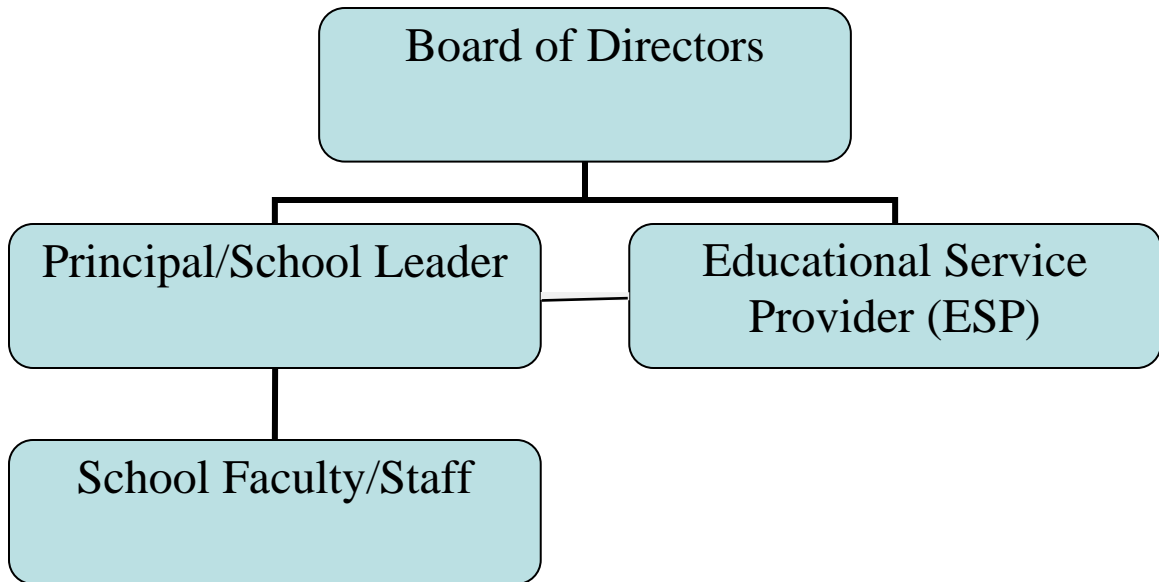 Board of Directors
Principal/School Leader
Educational Service
Provider (ESP)
School Faculty/Staff